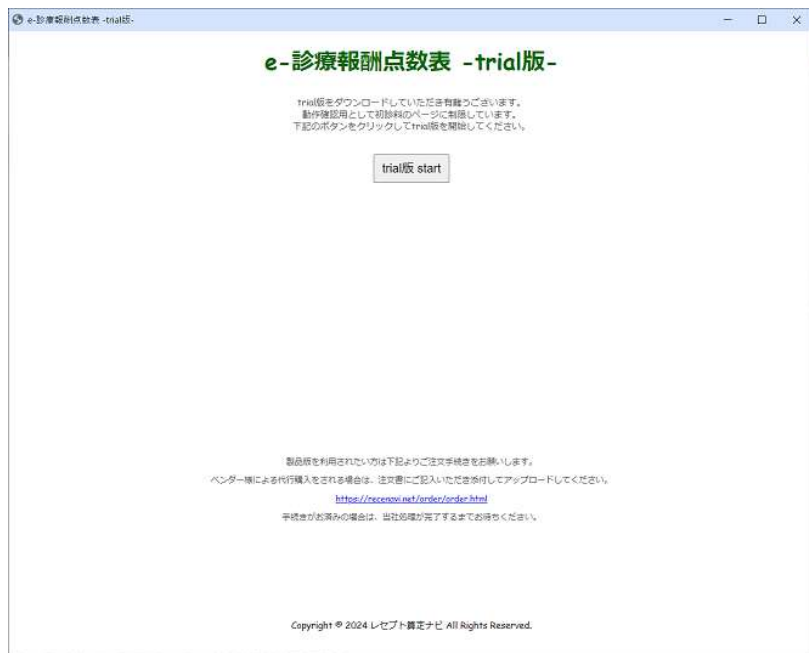 e-診療報酬点数表 -trial版-
e-診療報酬点数表 -trial版-
trial版をダウンロードしていただき有難うございます。
動作確認用として初診料のページに制限しています。
下記のボタンをクリックしてtrial版を開始してください。
trial版 start
製品版を利用されたい方は下記よりご注文手続きをお願いします。
ベンダー様による代行購入をされる場合は、注文書にご記入いただき添付してアップロードしてください。
https://recenavi.net/order/order.html
手続きがお済みの場合は、当社処理が完了するまでお待ちください。
Copyright © 2024 レセプト算定ナビ All Rights Reserved.